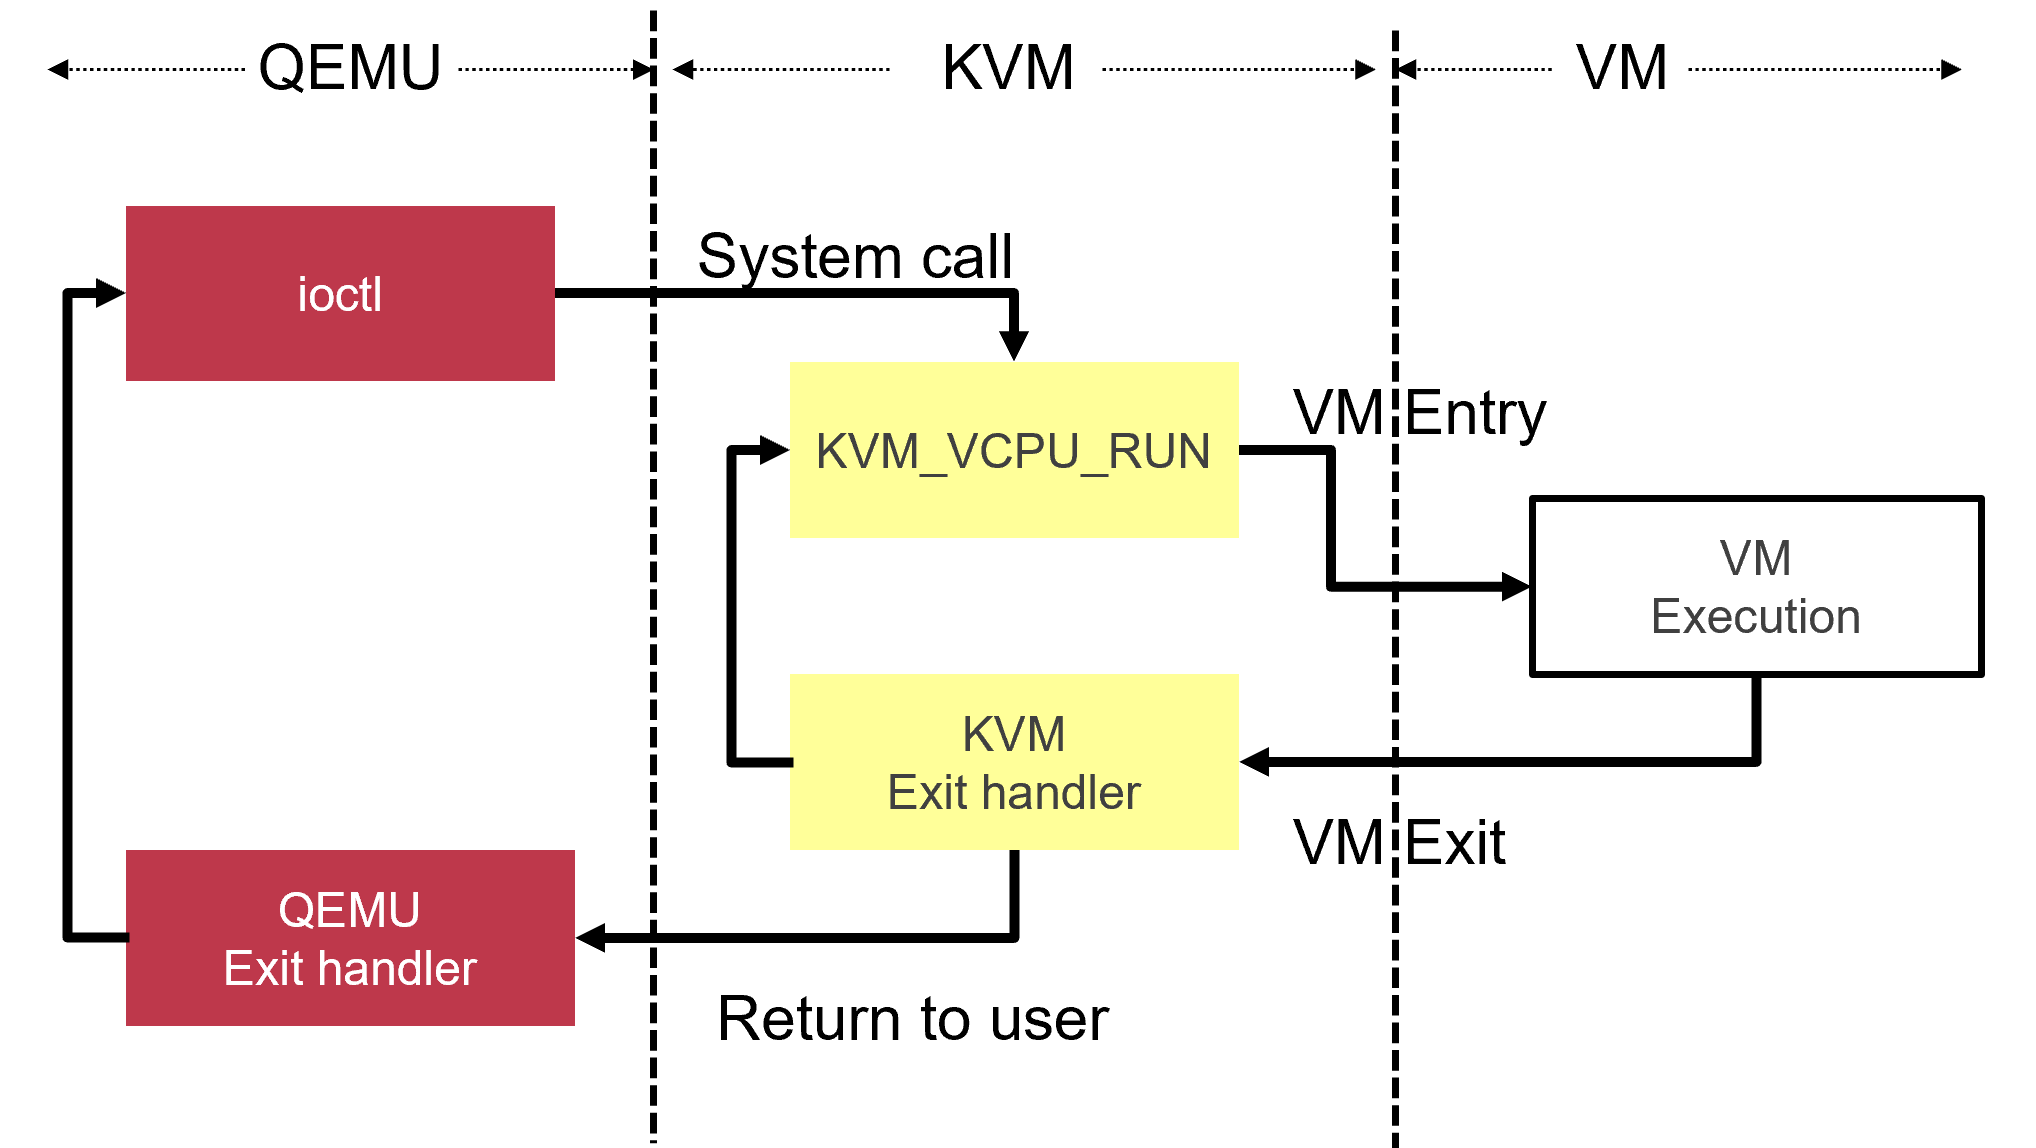 QEMU
KVM
VM
System call
ioctl
VM Entry
KVM_VCPU_RUN
VM
Execution
KVM
Exit handler
VM Exit
QEMU
Exit handler
Return to user